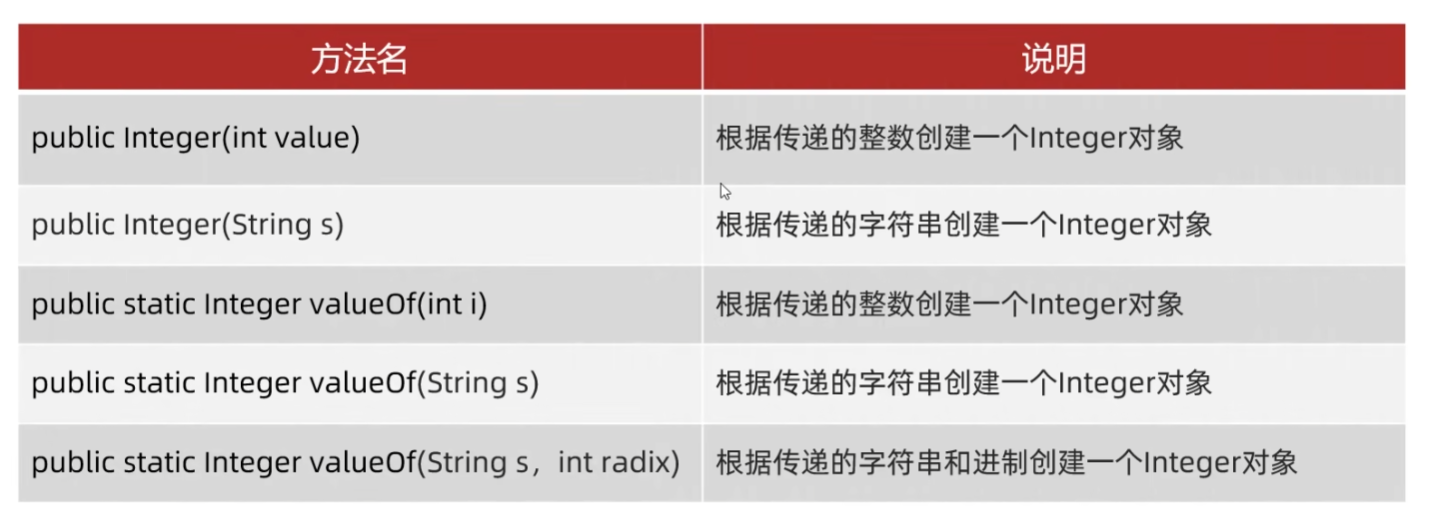 方法名 说明
public Integer(int value) 根据传递的整数创建一个Integer对象
public Integer(String s) 根据传递的字符串创建一个Integer对象
public static Integer valueOf(int i) 根据传递的整数创建一个Integer对象
public static Integer valueOf(String s) 根据传递的字符串创建一个Integer对象
public static Integer valueOf(String s，int radix) 根据传递的字符串和进制创建一个Integer对象